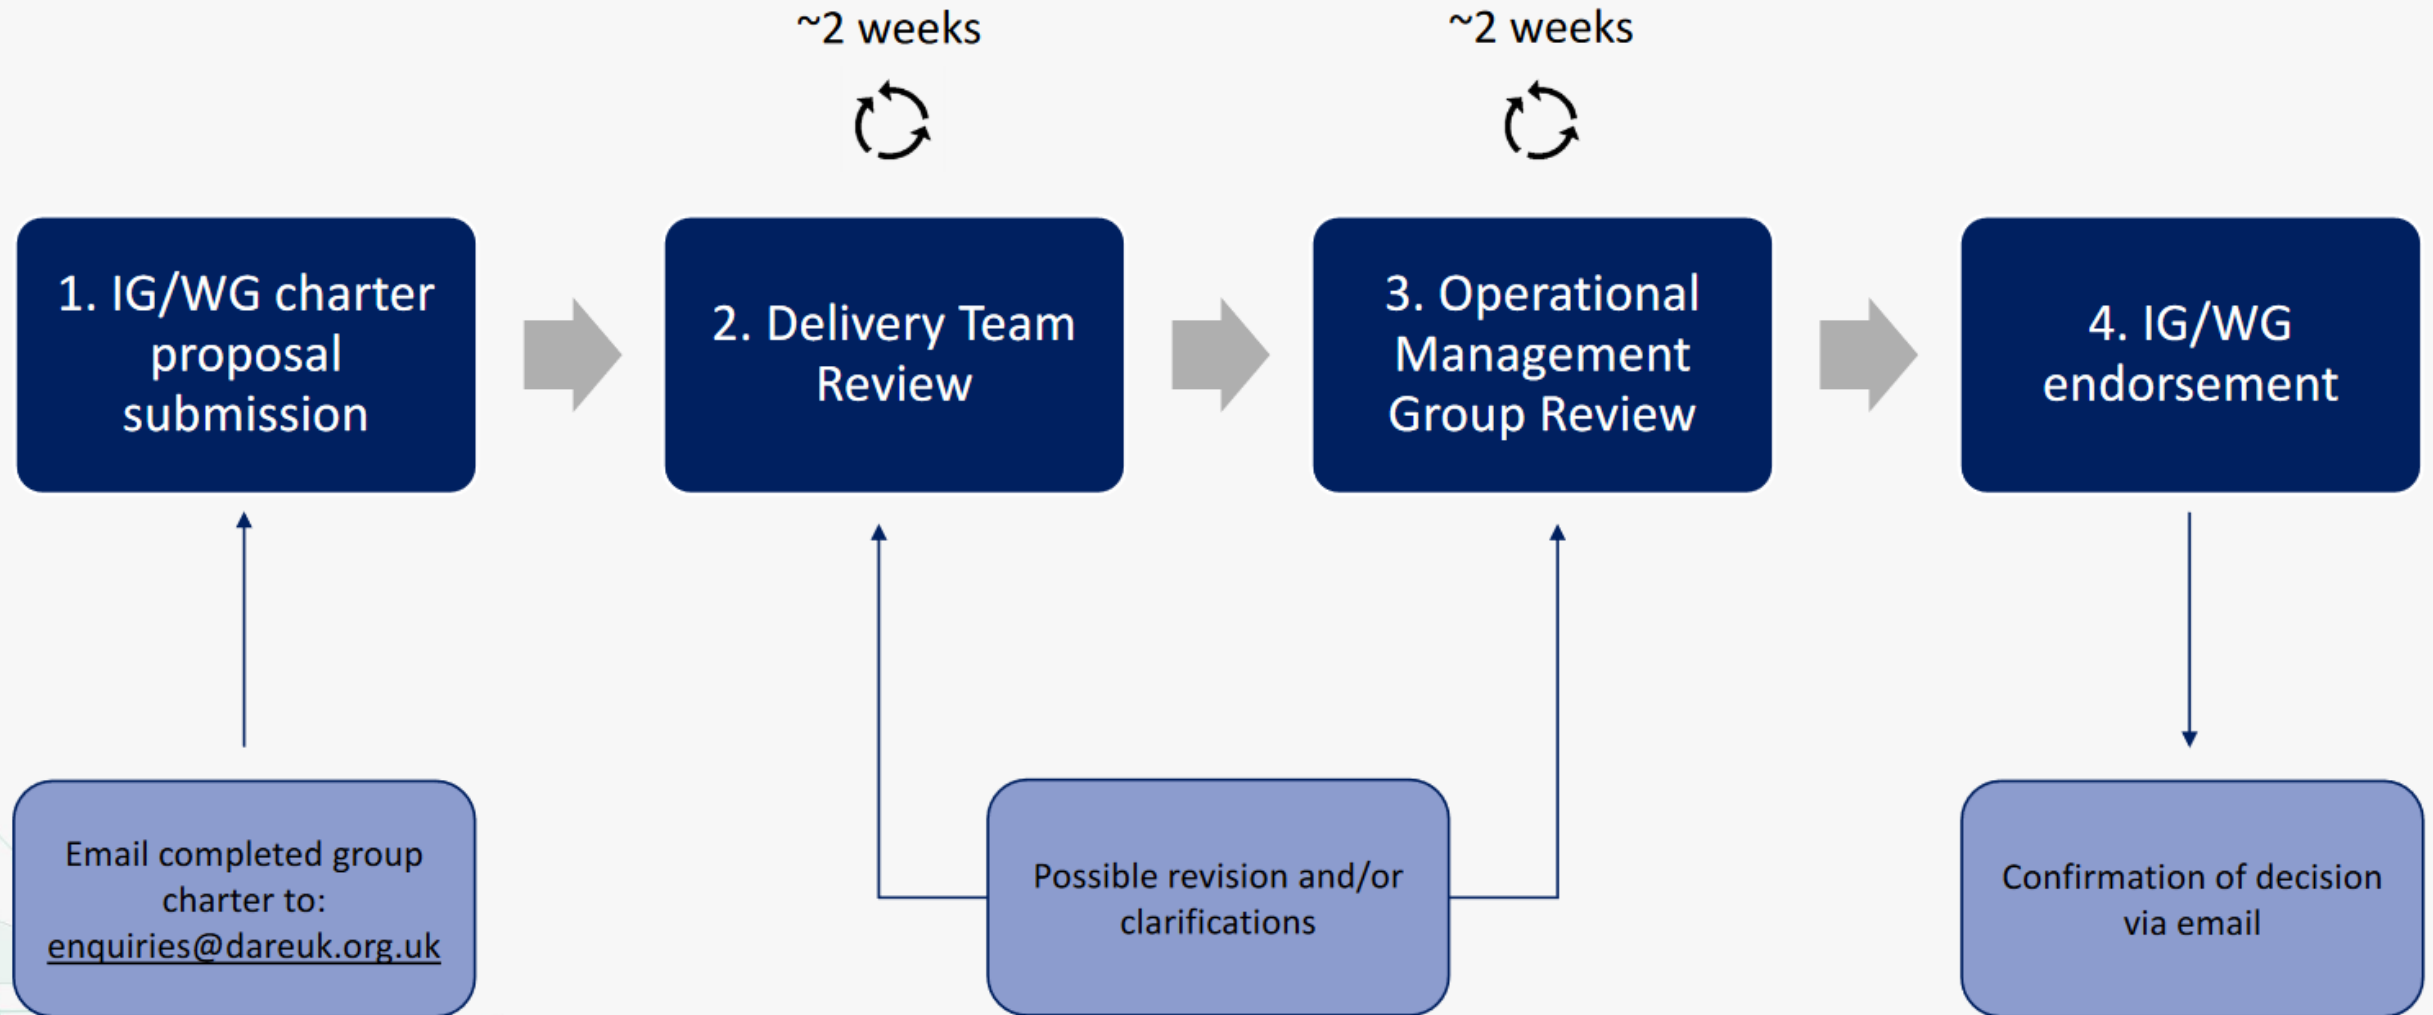 ~2 weeks
~2 weeks
1. IG/WG charter
proposal
submission
2. Delivery Team
Review
3. Operational
Management
Group Review
4. IG/WG
endorsement
Email completed group
charter to:
enquiries@dareuk.org.uk
Possible revision and/or
clarifications
Confirmation of decision
via email